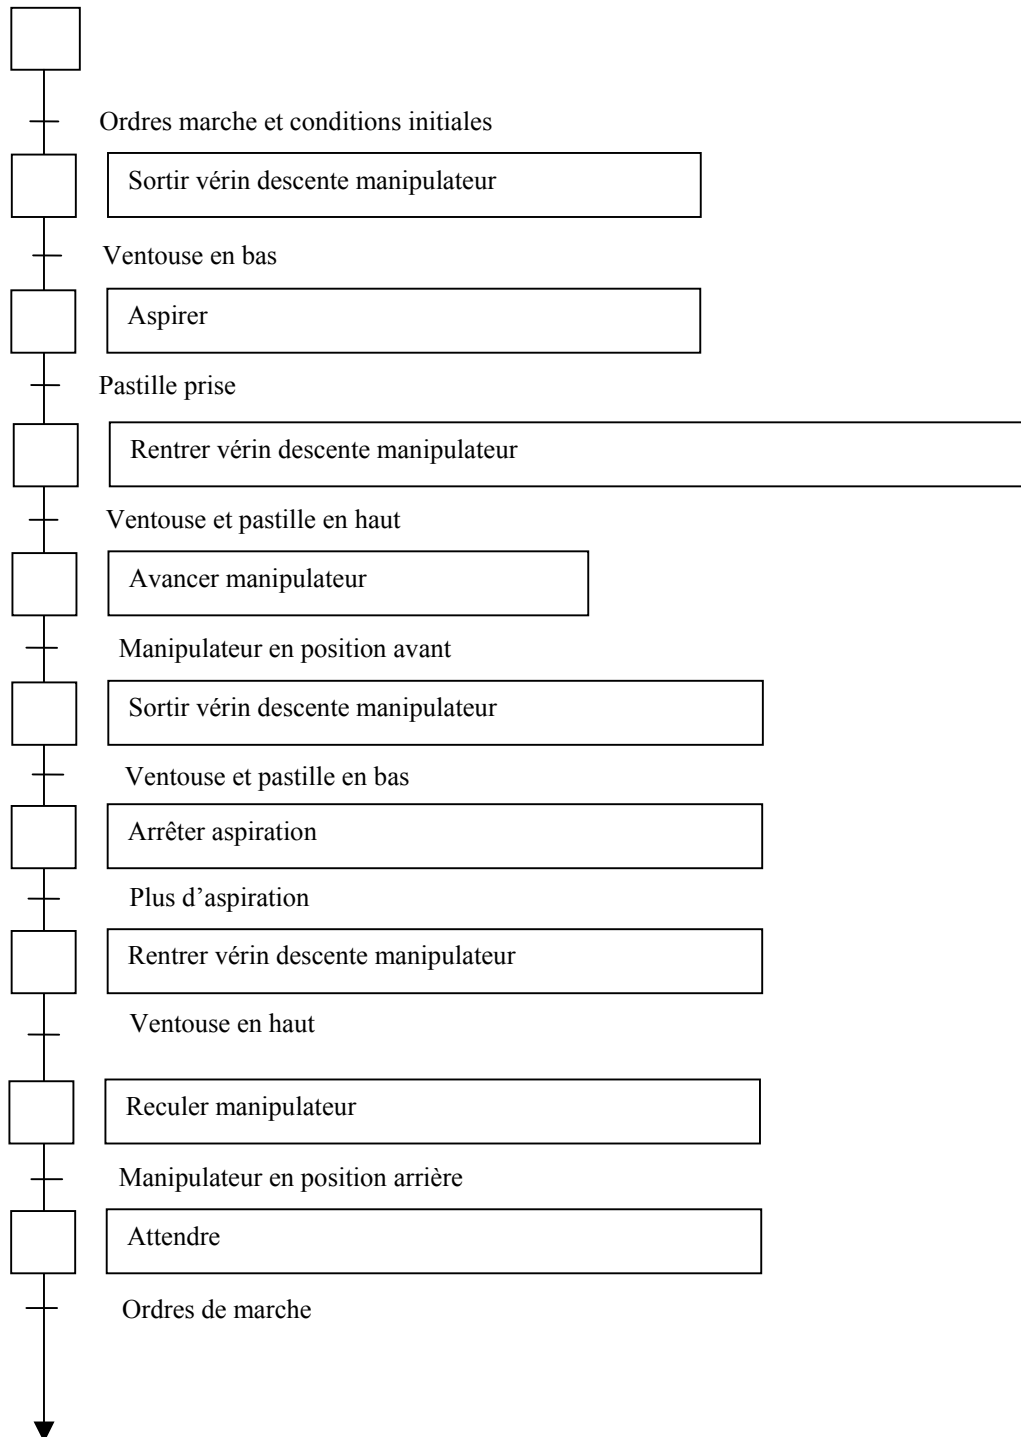 Ordres marche et conditions initiales
Sortir vérin descente manipulateur
Ventouse en bas
Aspirer
Pastille prise
Rentrer vérin descente manipulateur
Ventouse et pastille en haut
Avancer manipulateur
Manipulateur en position avant
Sortir vérin descente manipulateur
Ventouse et pastille en bas
Arrêter aspiration
Plus d’aspiration
Rentrer vérin descente manipulateur
Ventouse en haut
Reculer manipulateur
Manipulateur en position arrière
Attendre
Ordres de marche